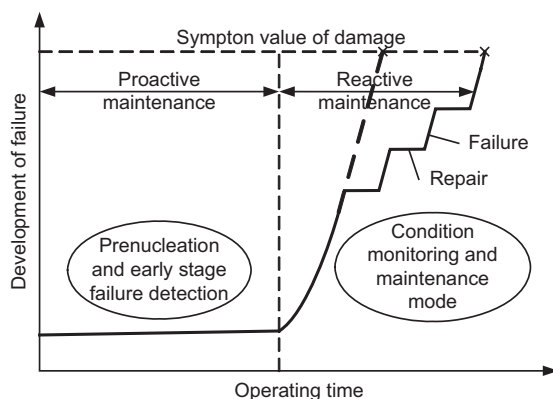 Sympton value of damage
Proactive
maintenance
Reactive
maintenance
Failure
Repair
Prenucleation
and early stage
failure detection
Condition
monitoring and
maintenance
mode
Development of failure
Operating time